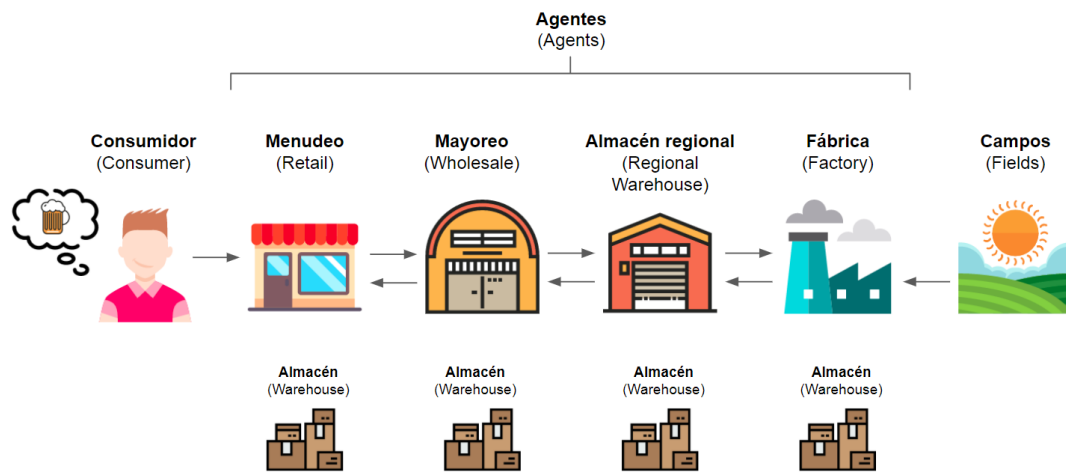 Agentes
(Agents)
Consumidor
(Consumer)
Menudeo
(Retail)
Mayoreo
(Wholesale)
Almacén regional
(Regional
Warehouse)
Fábrica
(Factory)
Campos
(Fields)
Almacén
(Warehouse)
Almacén
(Warehouse)
Almacén
(Warehouse)
Almacén
(Warehouse)